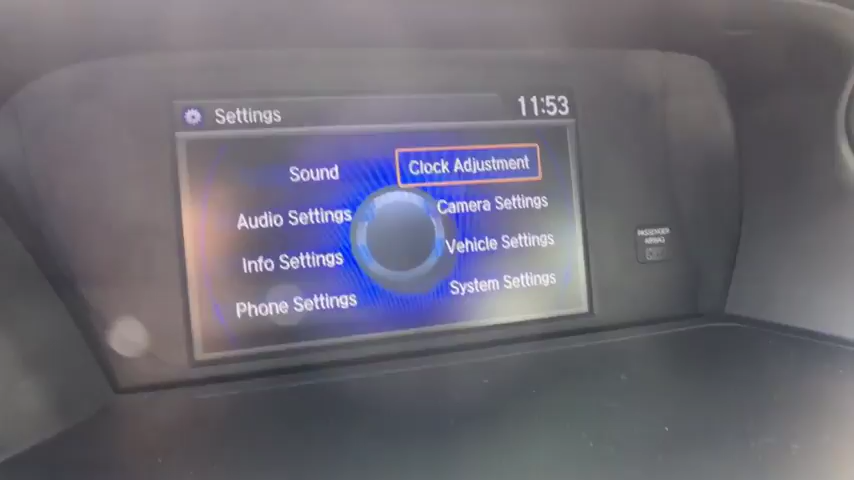 Settings
11:53
Sound
Clock Adjustment
Audio Settings
Camera Settings
Info Settings
Vehicle Settings
Phone Settings
System Settings
PASSENGER
AIRBAG